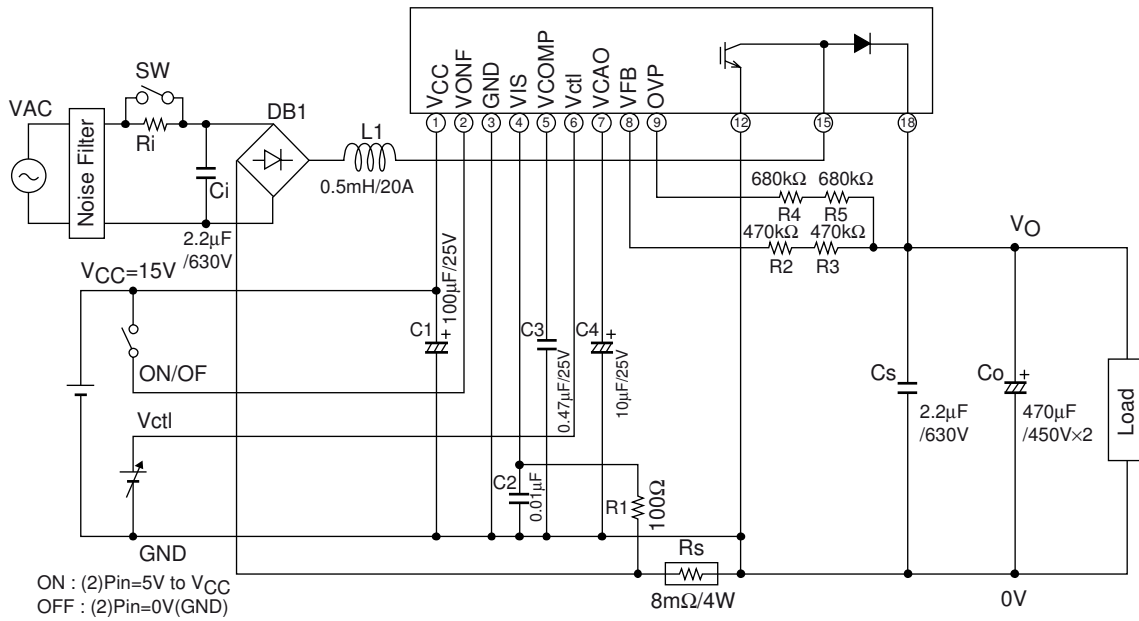 VCC
VONF
GND
VIS
VCOMP
Vctl
VCAO
VFB
OVP
1
2
3
4
5
6
7
8
9
12
15
18
SW
VAC
Noise Filter
Ri
Ci
2.2μF
/630V
DB1
L1
0.5mH/20A
680kΩ
680kΩ
R4
R5
470kΩ
470kΩ
R2
R3
VO
VCC=15V
100μF/25V
C1
+
C3
0.47μF/25V
C4
+
10μF/25V
ON/OF
Vctl
C2
0.01μF
R1
100Ω
Cs
2.2μF
/630V
Co
+
470μF
/450V×2
Load
GND
Rs
8mΩ/4W
0V
ON : (2)Pin=5V to VCC
OFF : (2)Pin=0V(GND)